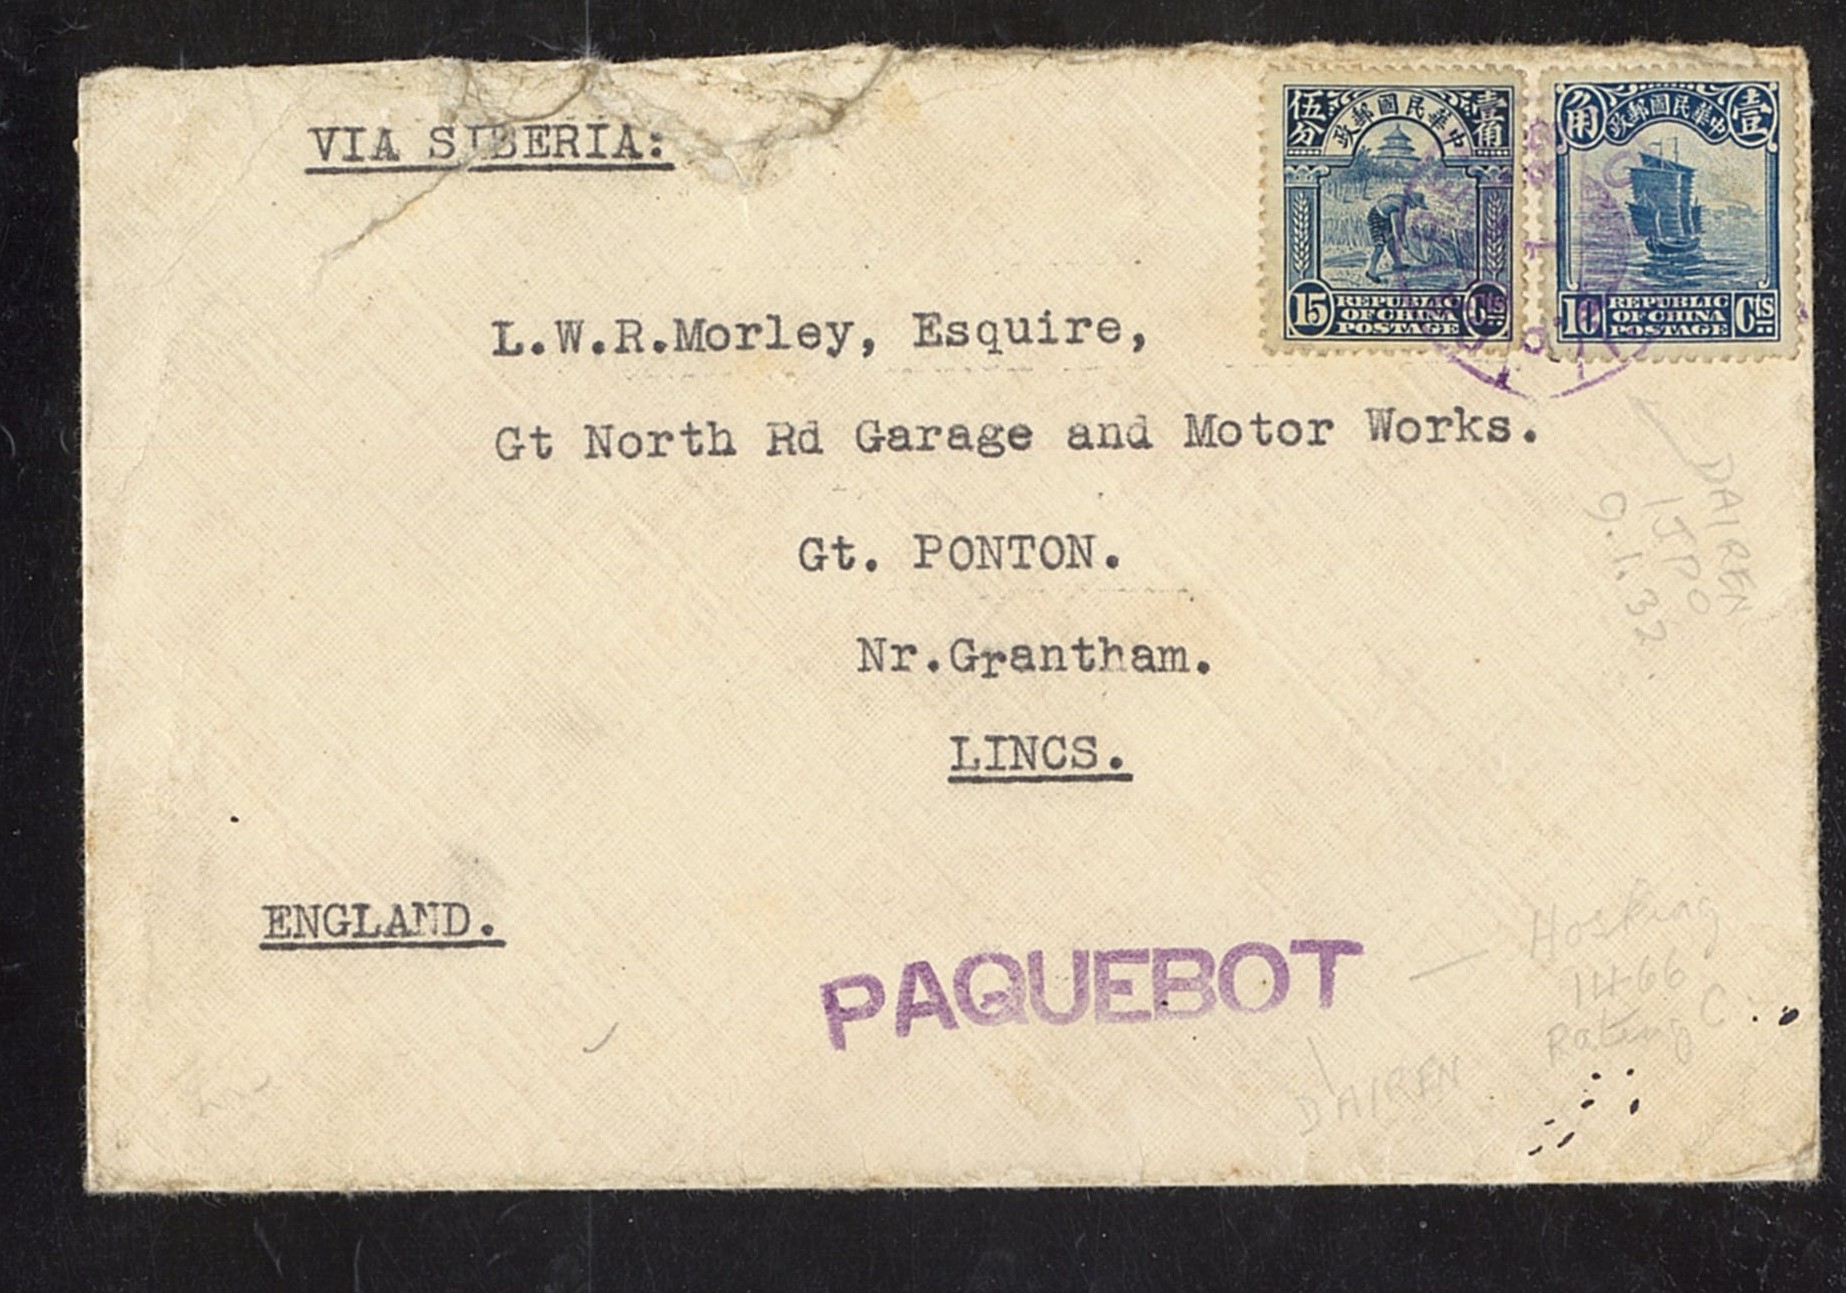 VIA SIBERIA:
伍分 中華民國郵政 壹角
15 REPUBLIC OF CHINA POSTAGE Cts
角 中華民國郵政 壹
10 REPUBLIC OF CHINA POSTAGE Cts
L.W.R.Morley, Esquire,
Gt North Rd Garage and Motor Works.
Gt. PONTON.
Nr.Grantham.
LINCS.
DAIREN
IJPO
9.1.32
ENGLAND.
PAQUEBOT
Hosking
1466
Rating C
DAIREN